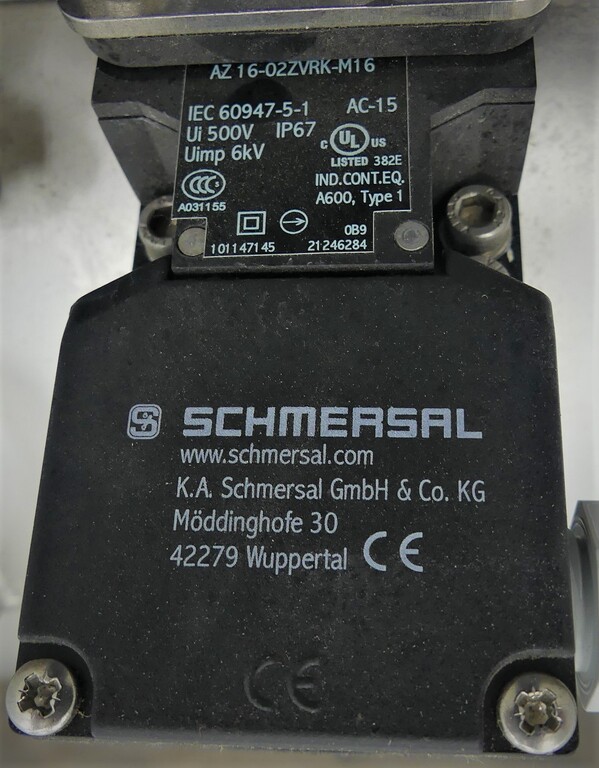 AZ 16-02ZVRK-M16
IEC 60947-5-1 AC-15
Ui 500V IP67
Uimp 6kV
C UL US
LISTED 382E
IND.CONT.EQ.
A600, Type 1
CCC S
A031155
0B9
101147145 21246284
SCHMERSAL
www.schmersal.com
K.A. Schmersal GmbH & Co. KG
Möddinghofe 30
42279 Wuppertal CE
CE